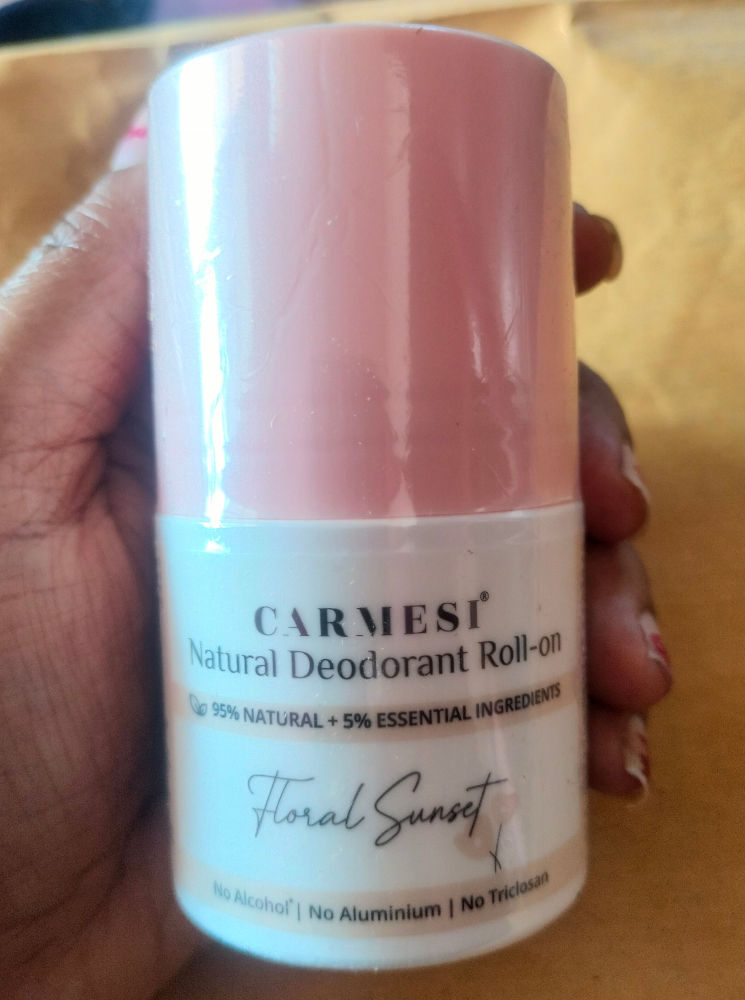 CARMESI®
Natural Deodorant Roll-on
95% NATURAL + 5% ESSENTIAL INGREDIENTS
Floral Sunset
No Alcohol* | No Aluminium | No Triclosan